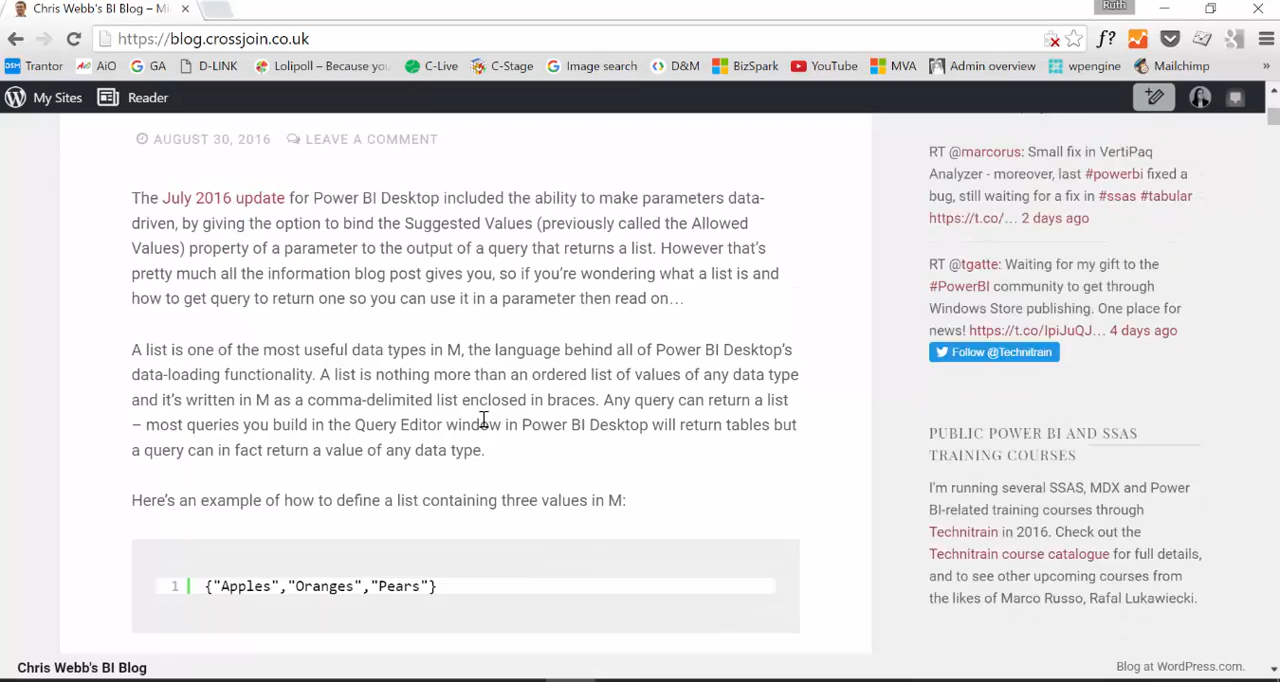 Chris Webb's BI Blog – Mi
Ruth
https://blog.crossjoin.co.uk
f?
Trantor
AiO
GA
D-LINK
Lolipoll – Because you
C-Live
C-Stage
Image search
D&M
BizSpark
YouTube
MVA
Admin overview
wpengine
Mailchimp
»
My Sites
Reader
AUGUST 30, 2016
LEAVE A COMMENT
The July 2016 update for Power BI Desktop included the ability to make parameters data-
driven, by giving the option to bind the Suggested Values (previously called the Allowed
Values) property of a parameter to the output of a query that returns a list. However that's
pretty much all the information blog post gives you, so if you're wondering what a list is and
how to get query to return one so you can use it in a parameter then read on…
A list is one of the most useful data types in M, the language behind all of Power BI Desktop's
data-loading functionality. A list is nothing more than an ordered list of values of any data type
and it's written in M as a comma-delimited list enclosed in braces. Any query can return a list
– most queries you build in the Query Editor window in Power BI Desktop will return tables but
a query can in fact return a value of any data type.
Here's an example of how to define a list containing three values in M:
1
{"Apples","Oranges","Pears"}
RT @marcorus: Small fix in VertiPaq
Analyzer - moreover, last #powerbi fixed a
bug, still waiting for a fix in #ssas #tabular
https://t.co/… 2 days ago
RT @tgatte: Waiting for my gift to the
#PowerBI community to get through
Windows Store publishing. One place for
news! https://t.co/IpiJuQJ… 4 days ago
Follow @Technitrain
PUBLIC POWER BI AND SSAS
TRAINING COURSES
I'm running several SSAS, MDX and Power
BI-related training courses through
Technitrain in 2016. Check out the
Technitrain course catalogue for full details,
and to see other upcoming courses from
the likes of Marco Russo, Rafal Lukawiecki.
Chris Webb's BI Blog
Blog at WordPress.com.